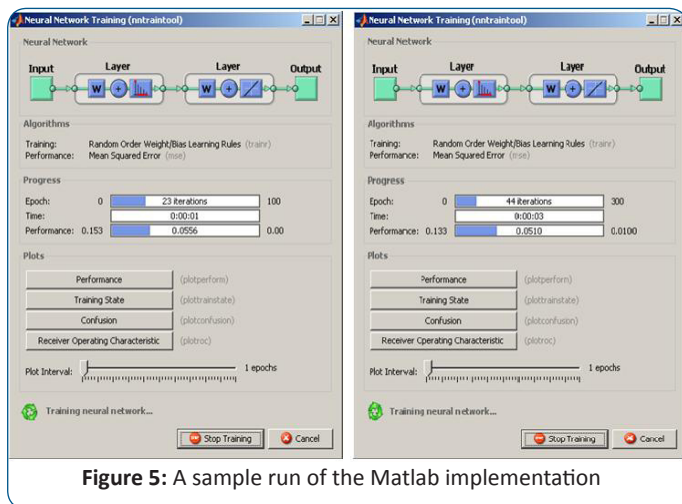 Neural Network Training (nntraintool)
Neural Network
Input Layer Layer Output
W + W +
Algorithms
Training: Random Order Weight/Bias Learning Rules (trainr)
Performance: Mean Squared Error (mse)
Progress
Epoch: 0 23 iterations 100
Time: 0:00:01
Performance: 0.153 0.0556 0.00
Plots
Performance (plotperform)
Training State (plottrainstate)
Confusion (plotconfusion)
Receiver Operating Characteristic (plotroc)
Plot Interval: 1 epochs
Training neural network...
Stop Training Cancel
Neural Network Training (nntraintool)
Neural Network
Input Layer Layer Output
W + W +
Algorithms
Training: Random Order Weight/Bias Learning Rules (trainr)
Performance: Mean Squared Error (mse)
Progress
Epoch: 0 44 iterations 300
Time: 0:00:03
Performance: 0.133 0.0510 0.0100
Plots
Performance (plotperform)
Training State (plottrainstate)
Confusion (plotconfusion)
Receiver Operating Characteristic (plotroc)
Plot Interval: 1 epochs
Training neural network...
Stop Training Cancel
Figure 5: A sample run of the Matlab implementation